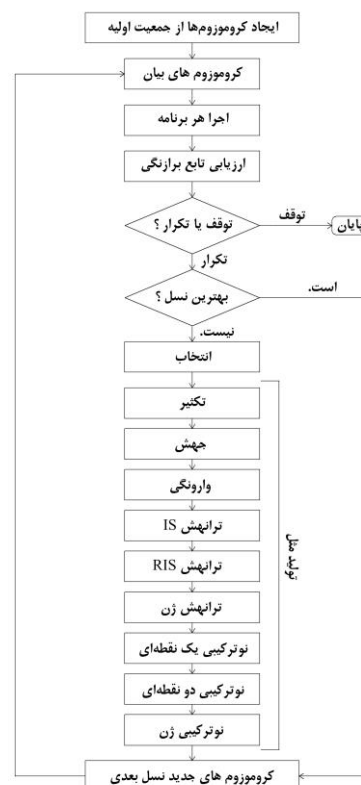 ایجاد کروموزوم‌ها از جمعیت اولیه
کروموزوم های بیان
اجرا هر برنامه
ارزیابی تابع برازنگی
توقف یا تکرار ؟
توقف
پایان
تکرار
بهترین نسل ؟
است.
نیست.
انتخاب
تکثیر
جهش
وارونگی
ترانهش IS
ترانهش RIS
ترانهش ژن
نوترکیبی یک نقطه‌ای
نوترکیبی دو نقطه‌ای
نوترکیبی ژن
تولید مثل
کروموزوم های جدید نسل بعدی